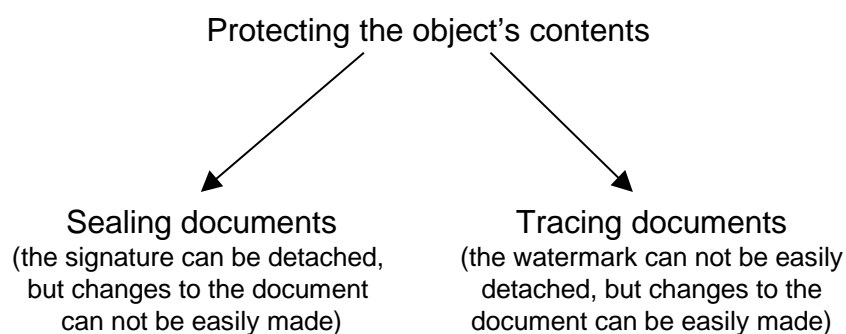 Protecting the object’s contents
Sealing documents
(the signature can be detached,
but changes to the document
can not be easily made)
Tracing documents
(the watermark can not be easily
detached, but changes to the
document can be easily made)